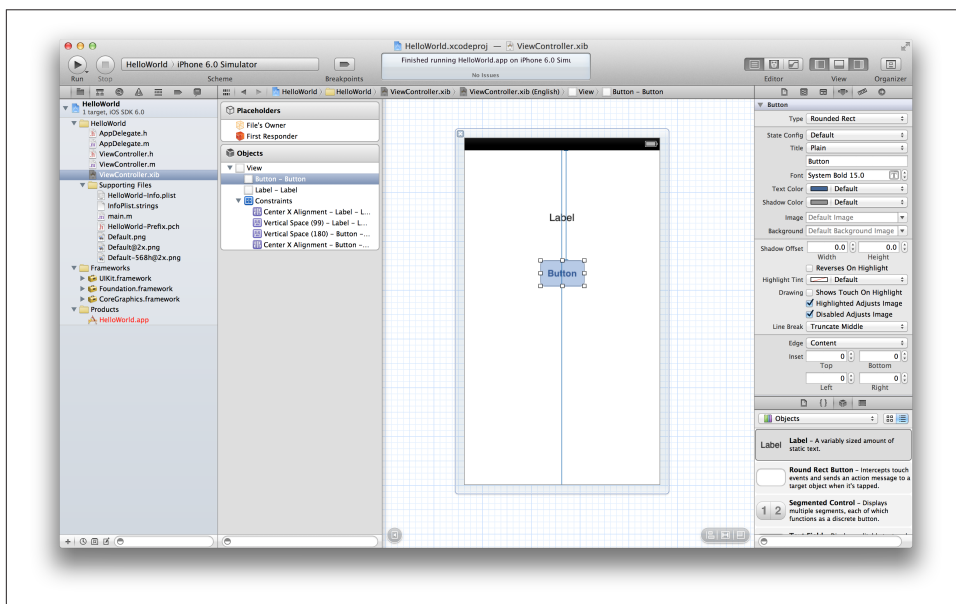 HelloWorld.xcodeproj — ViewController.xib
HelloWorld 〉 iPhone 6.0 Simulator
Finished running HelloWorld.app on iPhone 6.0 Simu
No Issues
Run Stop Scheme Breakpoints Editor View Organizer
HelloWorld 〉 HelloWorld 〉 ViewController.xib 〉 ViewController.xib (English) 〉 View 〉 Button – Button
HelloWorld
1 target, iOS SDK 6.0
HelloWorld
AppDelegate.h
AppDelegate.m
ViewController.h
ViewController.m
ViewController.xib
Supporting Files
HelloWorld-Info.plist
InfoPlist.strings
main.m
HelloWorld-Prefix.pch
Default.png
Default@2x.png
Default-568h@2x.png
Frameworks
UIKit.framework
Foundation.framework
CoreGraphics.framework
Products
HelloWorld.app
Placeholders
File's Owner
First Responder
Objects
View
Button – Button
Label – Label
Constraints
Center X Alignment – Label – L...
Vertical Space (99) – Label – L...
Vertical Space (180) – Button –...
Center X Alignment – Button –...
Label
Button
Button
Type Rounded Rect
State Config Default
Title Plain
Button
Font System Bold 15.0
Text Color Default
Shadow Color Default
Image Default Image
Background Default Background Image
Shadow Offset 0.0 0.0
Width Height
Reverses On Highlight
Highlight Tint Default
Drawing Shows Touch On Highlight
Highlighted Adjusts Image
Disabled Adjusts Image
Line Break Truncate Middle
Edge Content
Inset 0 0
Top Bottom
0 0
Left Right
Objects
Label
Label – A variably sized amount of
static text.
Round Rect Button – Intercepts touch
events and sends an action message to a
target object when it's tapped.
1 2
Segmented Control – Displays
multiple segments, each of which
functions as a discrete button.